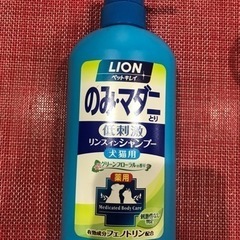 LION
ペットキレイ
のみ・マダニ
とり
低刺激
リンスインシャンプー
犬猫用
グリーンフローラルの香り
薬用
Medicated Body Care
有効成分フェノトリン配合